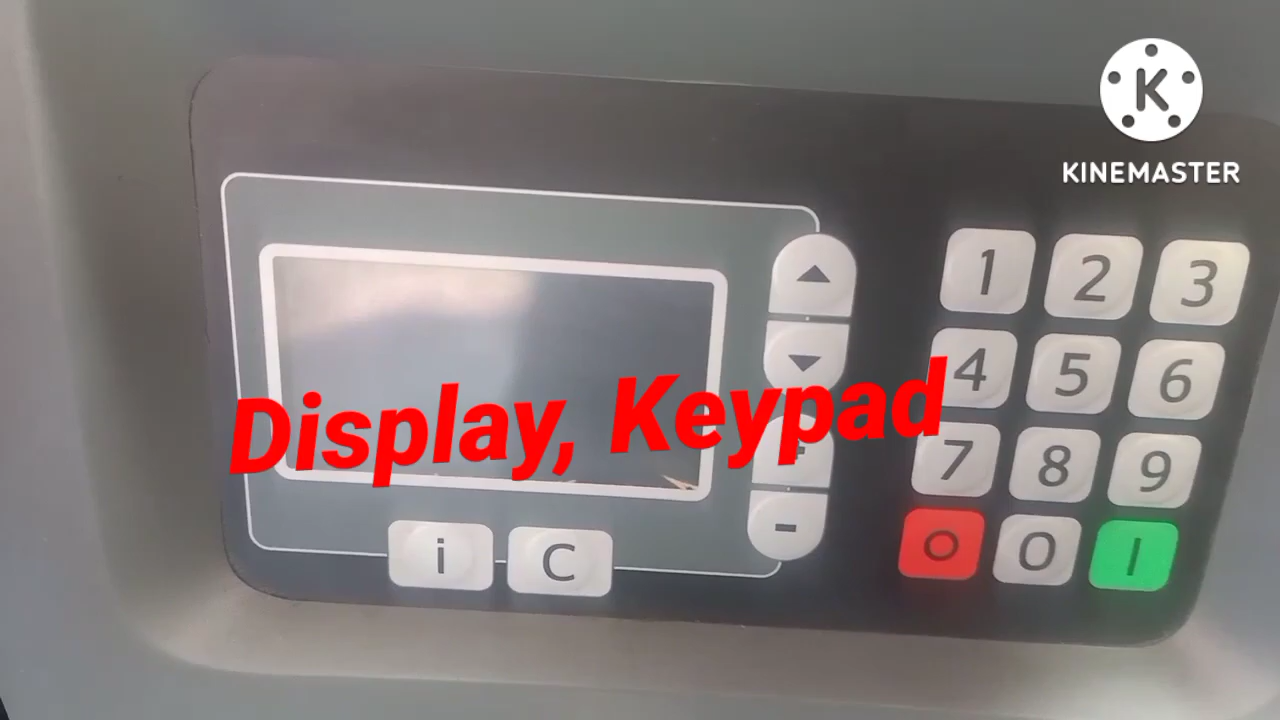 K
KINEMASTER
1 2 3
4 5 6
Display, Keypad
+
7 8 9
-
i C
O 0 I